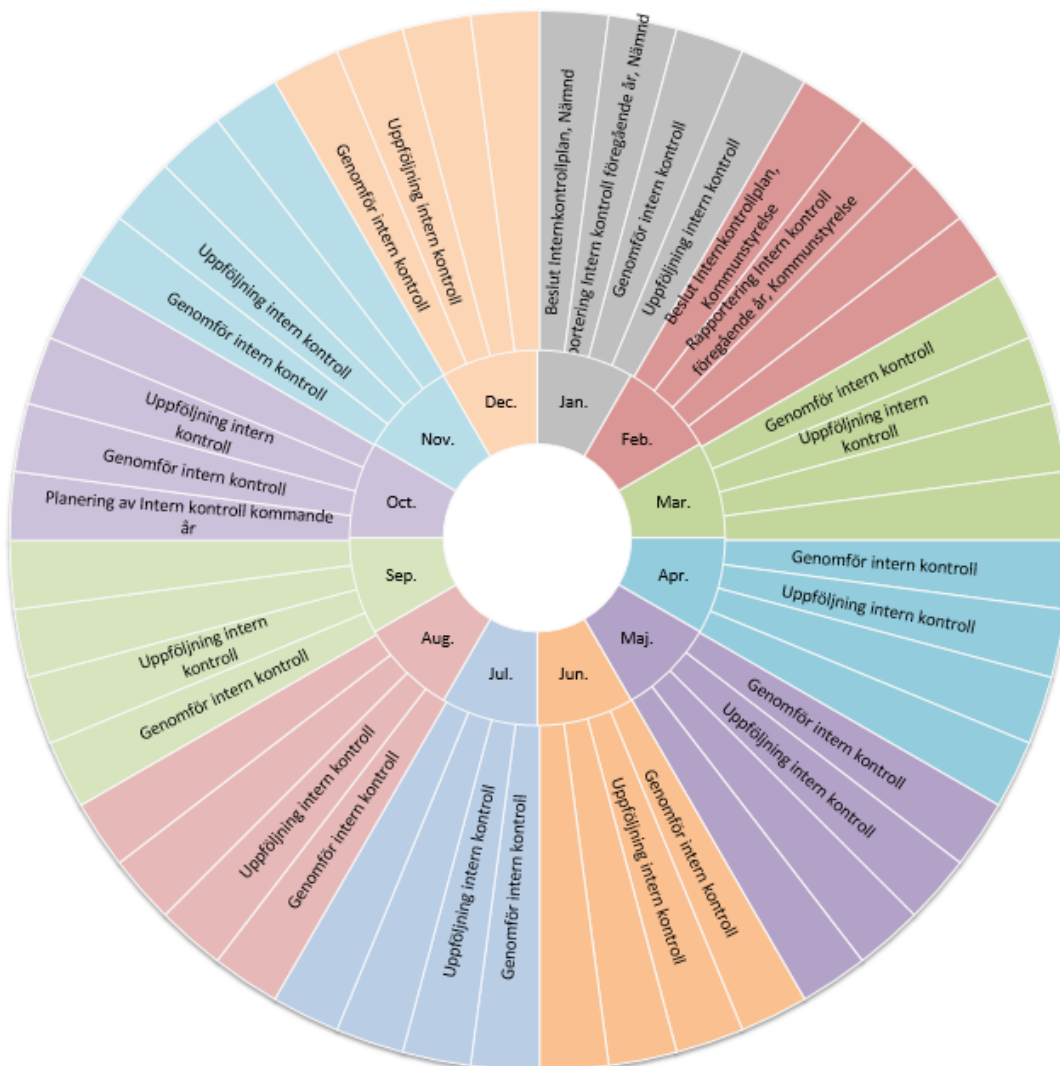 Jan.
Beslut Internkontrollplan, Nämnd
portering Intern kontroll föregående år, Nämnd
Genomför intern kontroll
Uppföljning intern kontroll
Feb.
Beslut Internkontrollplan,
Kommunstyrelse
Rapportering Intern kontroll
föregående år, Kommunstyrelse
Mar.
Genomför intern kontroll
Uppföljning intern
kontroll
Apr.
Genomför intern kontroll
Uppföljning intern kontroll
Maj.
Genomför intern kontroll
Uppföljning intern kontroll
Jun.
Genomför intern kontroll
Uppföljning intern kontroll
Jul.
Genomför intern kontroll
Uppföljning intern kontroll
Aug.
Genomför intern kontroll
Uppföljning intern kontroll
Sep.
Genomför intern kontroll
Uppföljning intern
kontroll
Oct.
Planering av Intern kontroll kommande
år
Genomför intern kontroll
Uppföljning intern
kontroll
Nov.
Genomför intern kontroll
Uppföljning intern kontroll
Dec.
Genomför intern kontroll
Uppföljning intern kontroll